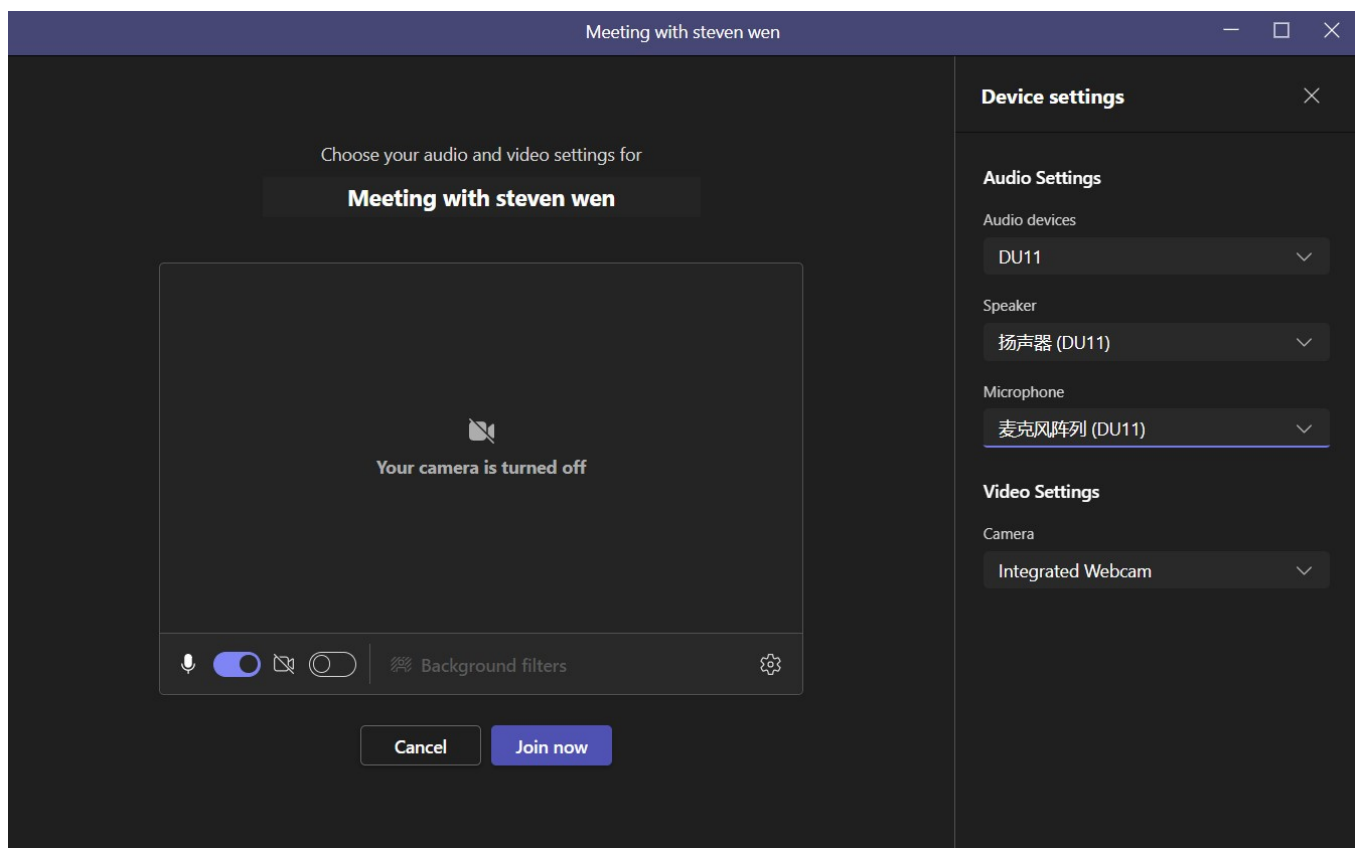 Meeting with steven wen
Choose your audio and video settings for
Meeting with steven wen
Your camera is turned off
Background filters
Cancel
Join now
Device settings
Audio Settings
Audio devices
DU11
Speaker
扬声器 (DU11)
Microphone
麦克风阵列 (DU11)
Video Settings
Camera
Integrated Webcam